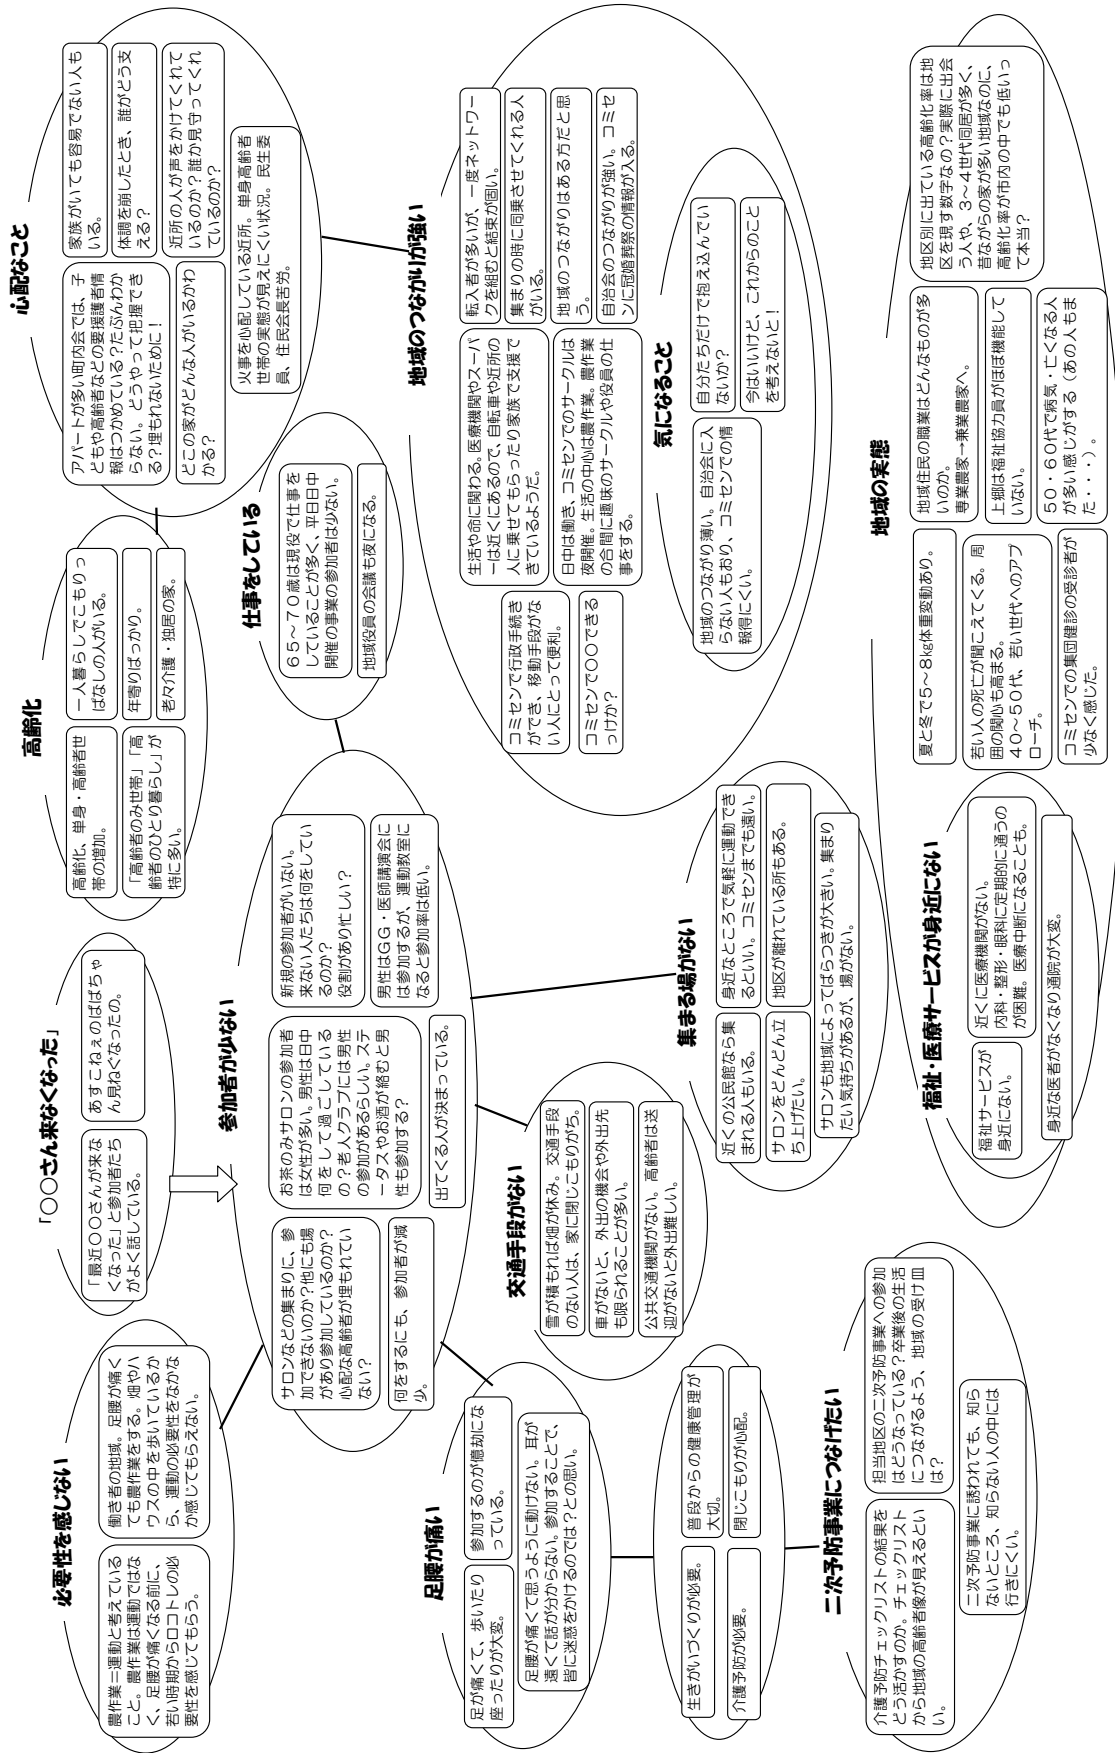 必要性を感じない
農作業＝運動と考えている
こと。農作業は運動ではな
く、足腰が痛くなる前に、
若い時期からロコトレの必
要性を感じてもらう。
働き者の地域。足腰が痛く
ても農作業をする。畑やハ
ウスの中を歩いているか
ら、運動の必要性をなかな
か感じてもらえない。
「〇〇さん来なくなった」
「最近〇〇さんが来な
くなった」と参加者たち
がよく話している。
あすこねぇのばばちゃ
ん見ねぐなったの。
高齢化
高齢化、単身・高齢者世
帯の増加。
「高齢者のみ世帯」「高
齢者のひとり暮らし」が
特に多い。
一人暮らしでこもりっ
ぱなしの人がいる。
年寄りばっかり。
老々介護・独居の家。
心配なこと
アパートが多い町内会では、子
どもや高齢者などの要援護者情
報はつかめている？たぶんわか
らない。どうやって把握でき
る？埋もれないために！
どこの家がどんな人がいるかわ
かる？
家族がいても容易でない人も
いる。
体調を崩したとき、誰がどう支
える？
近所の人が声をかけてくれて
いるのか？誰か見守ってくれ
ているのか？
火事を心配している近所。単身高齢者
世帯の実態が見えにくい状況。民生委
員、住民会長苦労。
参加者が少ない
サロンなどの集まりに、参
加できないのか？他にも場
があり参加しているのか？
心配な高齢者が埋もれてい
ない？
何をするにも、参加者が減
少。
お茶のみサロンの参加者
は女性が多い。男性は日中
何をして過ごしている
の？老人クラブには男性
の参加があるらしい。ステ
ータスやお酒が絡むと男
性も参加する？
出てくる人が決まっている。
新規の参加者がいない。
来ない人たちは何をしてい
るのか？
役割があり忙しい？
男性はGG・医師講演会に
は参加するが、運動教室に
なると参加率は低い。
仕事をしている
６５～７０歳は現役で仕事を
していることが多く、平日日中
開催の事業の参加者は少ない。
地域役員の会議も夜になる。
地域のつながりが強い
コミセンで行政手続き
ができ、移動手段がな
い人にとって便利。
コミセンで〇〇できる
っけか？
生活や命に関わる。医療機関やスーパ
ーは近くにあるので、自転車や近所の
人に乗せてもらったり家族で支援で
きているようだ。
日中は働き、コミセンでのサークルは
夜開催。生活の中心は農作業。農作業
の合間に趣味のサークルや役員の仕
事をする。
転入者が多いが、一度ネットワー
クを組むと結束が固い。
集まりの時に同乗させてくれる人
がいる。
地域のつながりはある方だと思
う。
自治会のつながりが強い。コミセ
ンに冠婚葬祭の情報が入る。
気になること
地域のつながり薄い。自治会に入
らない人もおり、コミセンでの情
報得にくい。
自分たちだけで抱え込んでい
ないか？
今はいいけど、これからのこと
を考えないと！
足腰が痛い
足が痛くて、歩いたり
座ったりが大変。
参加するのが億劫にな
っている。
足腰が痛くて思うように動けない。耳が
遠くて話が分からない。参加することで、
皆に迷惑をかけるのでは？との思い。
交通手段がない
雪が積もれば畑が休み。交通手段
のない人は、家に閉じこもりがち。
車がないと、外出の機会や外出先
も限られることが多い。
公共交通機関がない。高齢者は送
迎がないと外出難しい。
集まる場がない
近くの公民館なら集
まれる人もいる。
サロンをどんどん立
ち上げたい。
身近なところで気軽に運動でき
るといい。コミセンまでも遠い。
地区が離れている所もある。
サロンも地域によってばらつきが大きい。集まり
たい気持ちがあるが、場がない。
生きがいづくりが必要。
介護予防が必要。
普段からの健康管理が
大切。
閉じこもりが心配。
二次予防事業につなげたい
介護予防チェックリストの結果を
どう活かすのか。チェックリスト
から地域の高齢者像が見えるとい
い。
担当地区の二次予防事業への参加
はどうなっている？卒業後の生活
につながるよう、地域の受け皿
は？
二次予防事業に誘われても、知ら
ないところ、知らない人の中には
行きにくい。
福祉・医療サービスが身近にない
福祉サービスが
身近にない。
近くに医療機関がない。
内科・整形・眼科に定期的に通うの
が困難。医療中断になることも。
身近な医者がなくなり通院が大変。
地域の実態
夏と冬で５～８kg体重変動あり。
若い人の死亡が聞こえてくる。周
囲の関心も高まる。
４０～５０代、若い世代へのアプ
ローチ。
コミセンでの集団健診の受診者が
少なく感じた。
地域住民の職業はどんなものが多
いのか。
専業農家→兼業農家へ。
上郷は福祉協力員がほぼ機能して
いない。
５０・６０代で病気・亡くなる人
が多い感じがする（あの人もま
た・・・）。
地区別に出ている高齢化率は地
区を現す数字なの？実際に出会
う人や、３～４世代同居が多く、
昔ながらの家が多い地域なのに、
高齢化率が市内の中でも低いっ
て本当？